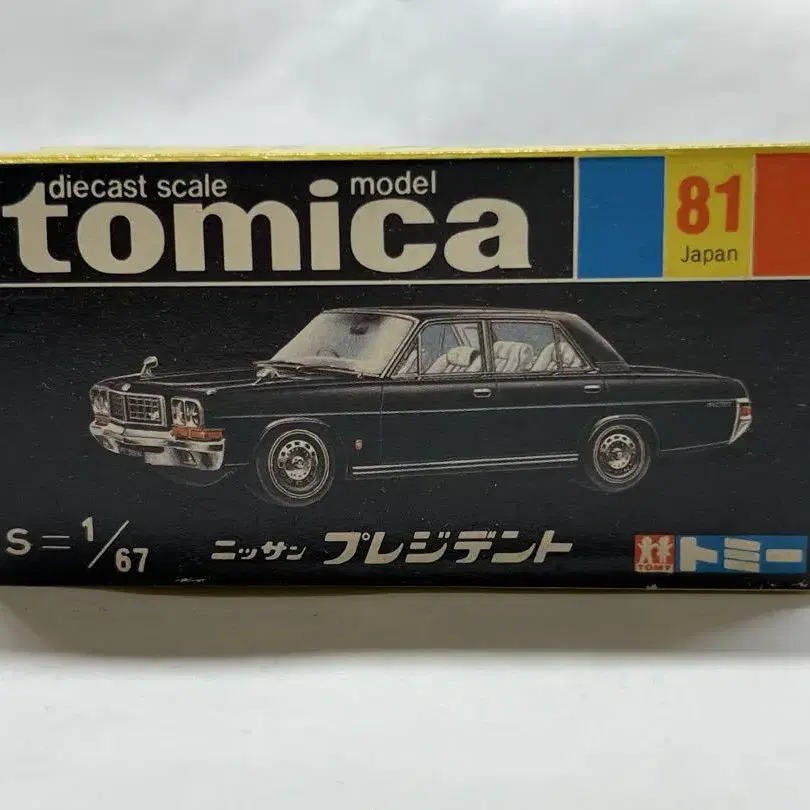 diecast scale model
tomica
81
Japan
S=1/67
ニッサン プレジデント
TOMY
トミー